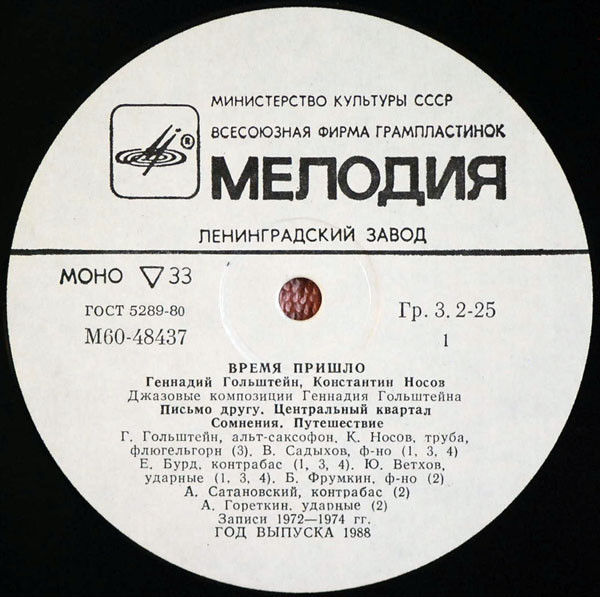 МИНИСТЕРСТВО КУЛЬТУРЫ СССР
ВСЕСОЮЗНАЯ ФИРМА ГРАМПЛАСТИНОК
®
МЕЛОДИЯ
ЛЕНИНГРАДСКИЙ ЗАВОД
МОНО ▽ 33
ГОСТ 5289-80
М60-48437
Гр. 3. 2-25
1
ВРЕМЯ ПРИШЛО
Геннадий Гольштейн, Константин Носов
Джазовые композиции Геннадия Гольштейна
Письмо другу. Центральный квартал
Сомнения. Путешествие
Г. Гольштейн, альт-саксофон, К. Носов, труба,
флюгельгорн (3). В. Садыхов, ф-но (1, 3, 4)
Е. Бурд, контрабас (1, 3, 4). Ю. Ветхов,
ударные (1, 3, 4). Б. Фрумкин, ф-но (2)
А. Сатановский, контрабас (2)
А. Гореткин, ударные (2)
Записи 1972—1974 гг.
ГОД ВЫПУСКА 1988